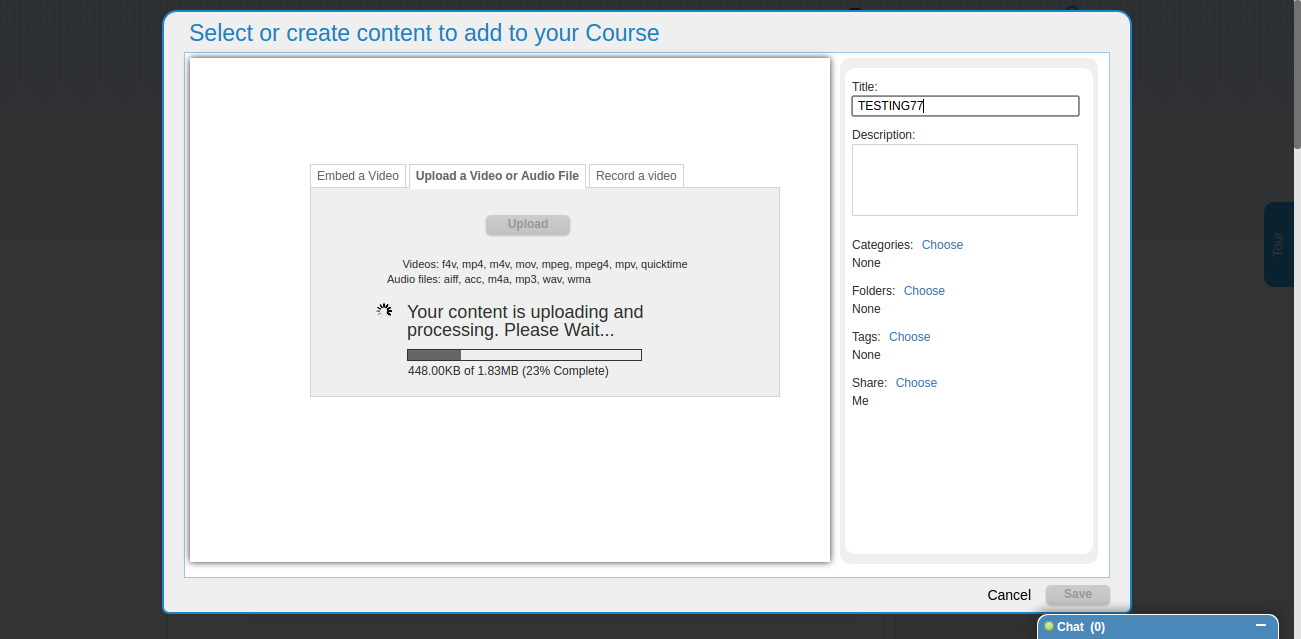 Select or create content to add to your Course
Embed a Video
Upload a Video or Audio File
Record a video
Upload
Videos: f4v, mp4, m4v, mov, mpeg, mpeg4, mpv, quicktime
Audio files: aiff, acc, m4a, mp3, wav, wma
Your content is uploading and
processing. Please Wait...
448.00KB of 1.83MB (23% Complete)
Title:
TESTING77
Description:
Categories: Choose
None
Folders: Choose
None
Tags: Choose
None
Share: Choose
Me
Cancel
Save
Tour
Chat (0)